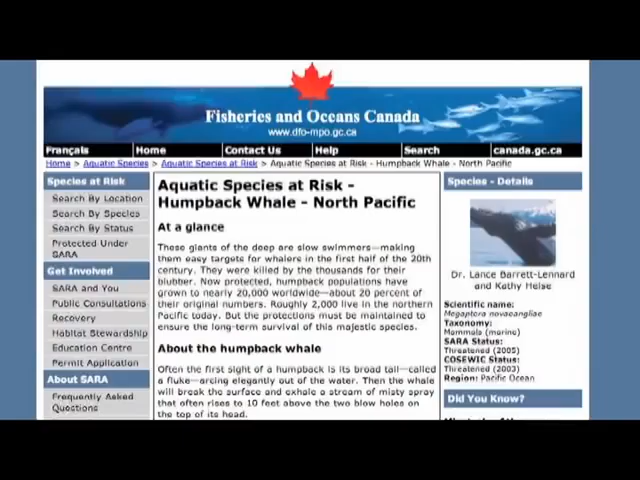 Fisheries and Oceans Canada
www.dfo-mpo.gc.ca
Français Home Contact Us Help Search canada.gc.ca
Home > Aquatic Species > Aquatic Species at Risk > Aquatic Species at Risk - Humpback Whale - North Pacific
Species at Risk
Search By Location
Search By Species
Search By Status
Protected Under
SARA
Get Involved
SARA and You
Public Consultations
Recovery
Habitat Stewardship
Education Centre
Permit Application
About SARA
Frequently Asked
Questions
Aquatic Species at Risk -
Humpback Whale - North Pacific
At a glance
These giants of the deep are slow swimmers—making
them easy targets for whalers in the first half of the 20th
century. They were killed by the thousands for their
blubber. Now protected, humpback populations have
grown to nearly 20,000 worldwide—about 20 percent of
their original numbers. Roughly 2,000 live in the northern
Pacific today. But the protections must be maintained to
ensure the long-term survival of this majestic species.
About the humpback whale
Often the first sight of a humpback is its broad tail—called
a fluke—arcing elegantly out of the water. Then the whale
will break the surface and exhale a stream of misty spray
that often rises to 10 feet above the two blow holes on
the top of its head.
Species - Details
Dr. Lance Barrett-Lennard
and Kathy Heise
Scientific name:
Megaptera novaeangliae
Taxonomy:
Mammals (marine)
SARA Status:
Threatened (2005)
COSEWIC Status:
Threatened (2003)
Region: Pacific Ocean
Did You Know?